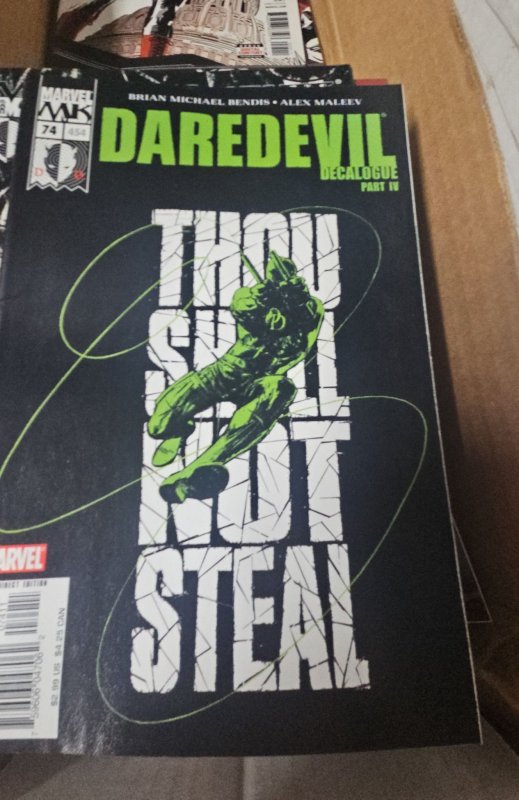 MARVEL
MK
74 454
D D
BRIAN MICHAEL BENDIS • ALEX MALEEV
DAREDEVIL
DECALOGUE
PART IV
THOU
SHALL
NOT
STEAL
MARVEL
DIRECT EDITION
$2.99 US $4.25 CAN